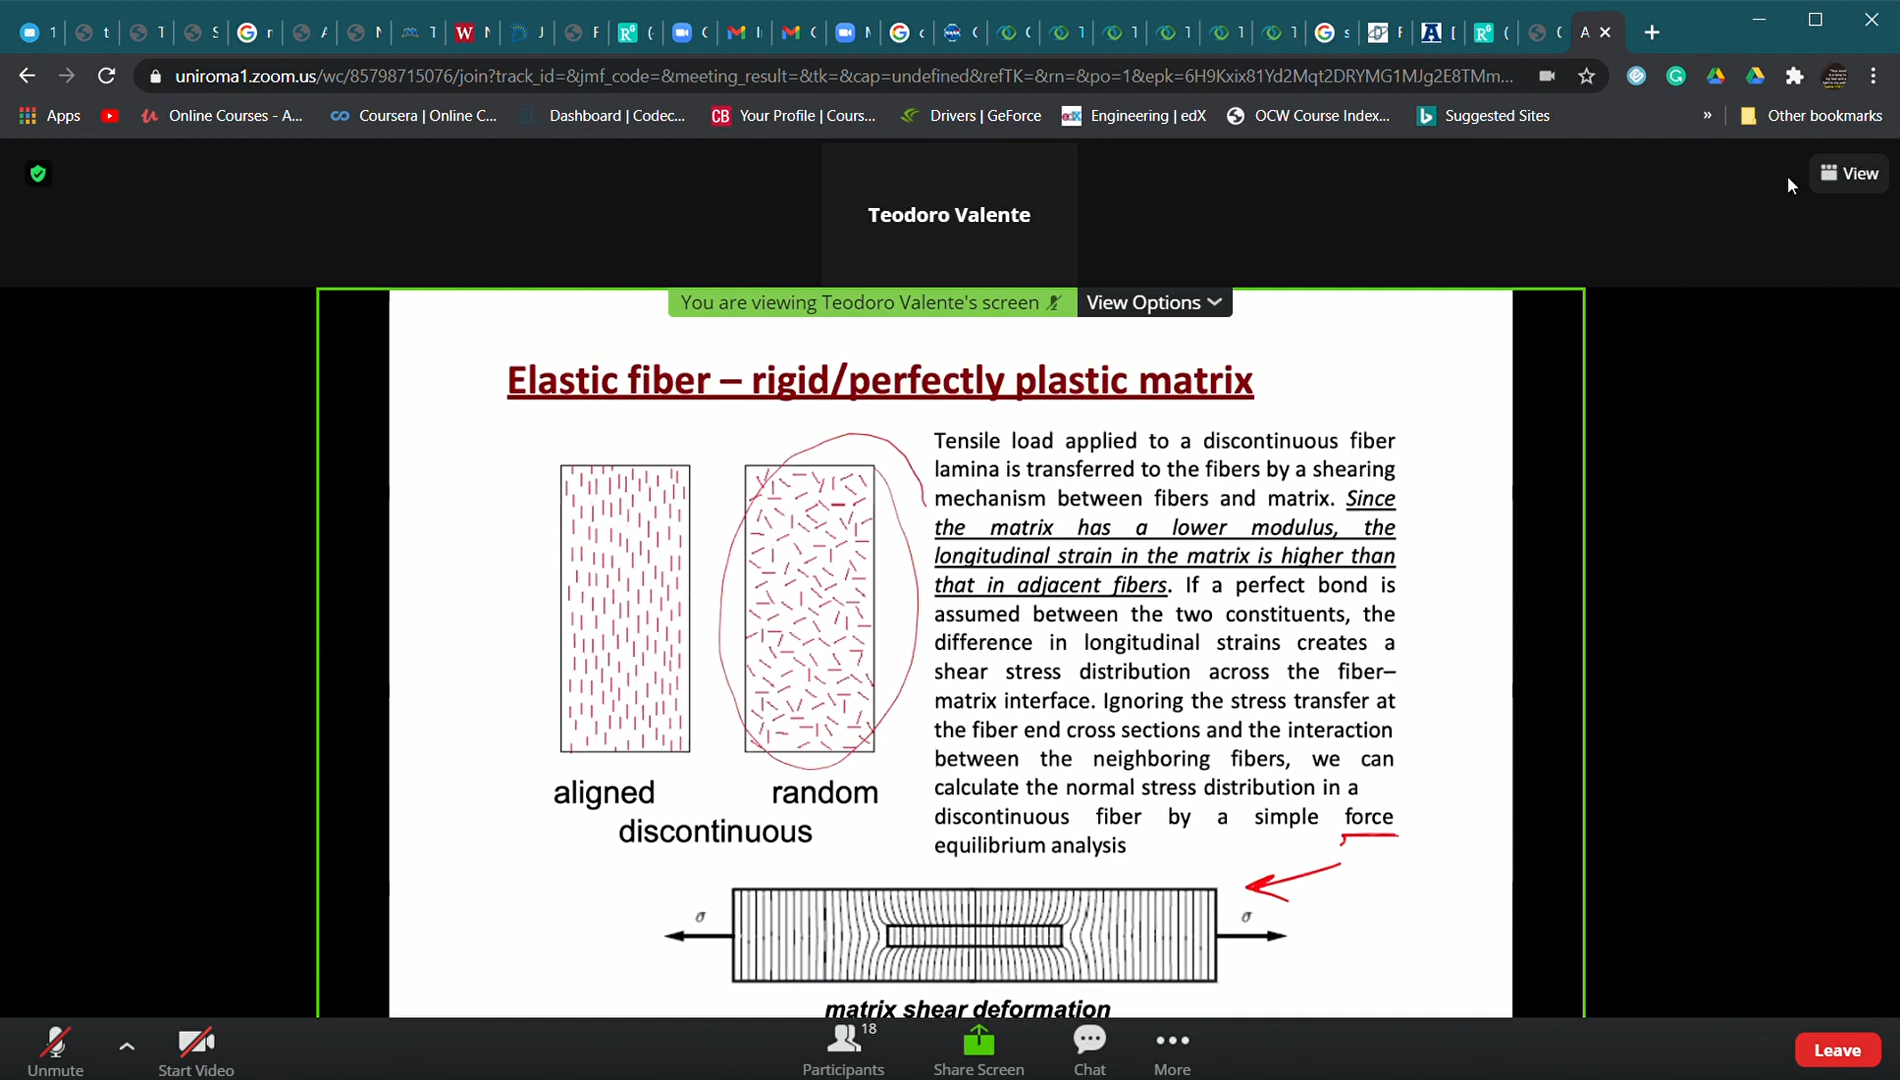 uniroma1.zoom.us/wc/85798715076/join?track_id=&jmf_code=&meeting_result=&tk=&cap=undefined&refTK=&rn=&po=1&epk=6H9Kxix81Yd2Mqt2DRYMG1MJg2E8TMm...
Apps
Online Courses - A...
Coursera | Online C...
Dashboard | Codec...
CB
Your Profile | Cours...
Drivers | GeForce
edX
Engineering | edX
OCW Course Index...
Suggested Sites
»
Other bookmarks
View
Teodoro Valente
You are viewing Teodoro Valente's screen
View Options
Elastic fiber – rigid/perfectly plastic matrix
Tensile load applied to a discontinuous fiber
lamina is transferred to the fibers by a shearing
mechanism between fibers and matrix. Since
the matrix has a lower modulus, the
longitudinal strain in the matrix is higher than
that in adjacent fibers. If a perfect bond is
assumed between the two constituents, the
difference in longitudinal strains creates a
shear stress distribution across the fiber–
matrix interface. Ignoring the stress transfer at
the fiber end cross sections and the interaction
between the neighboring fibers, we can
calculate the normal stress distribution in a
discontinuous fiber by a simple force
equilibrium analysis
aligned
random
discontinuous
σ
σ
matrix shear deformation
Unmute
Start Video
Participants
18
Share Screen
Chat
More
Leave